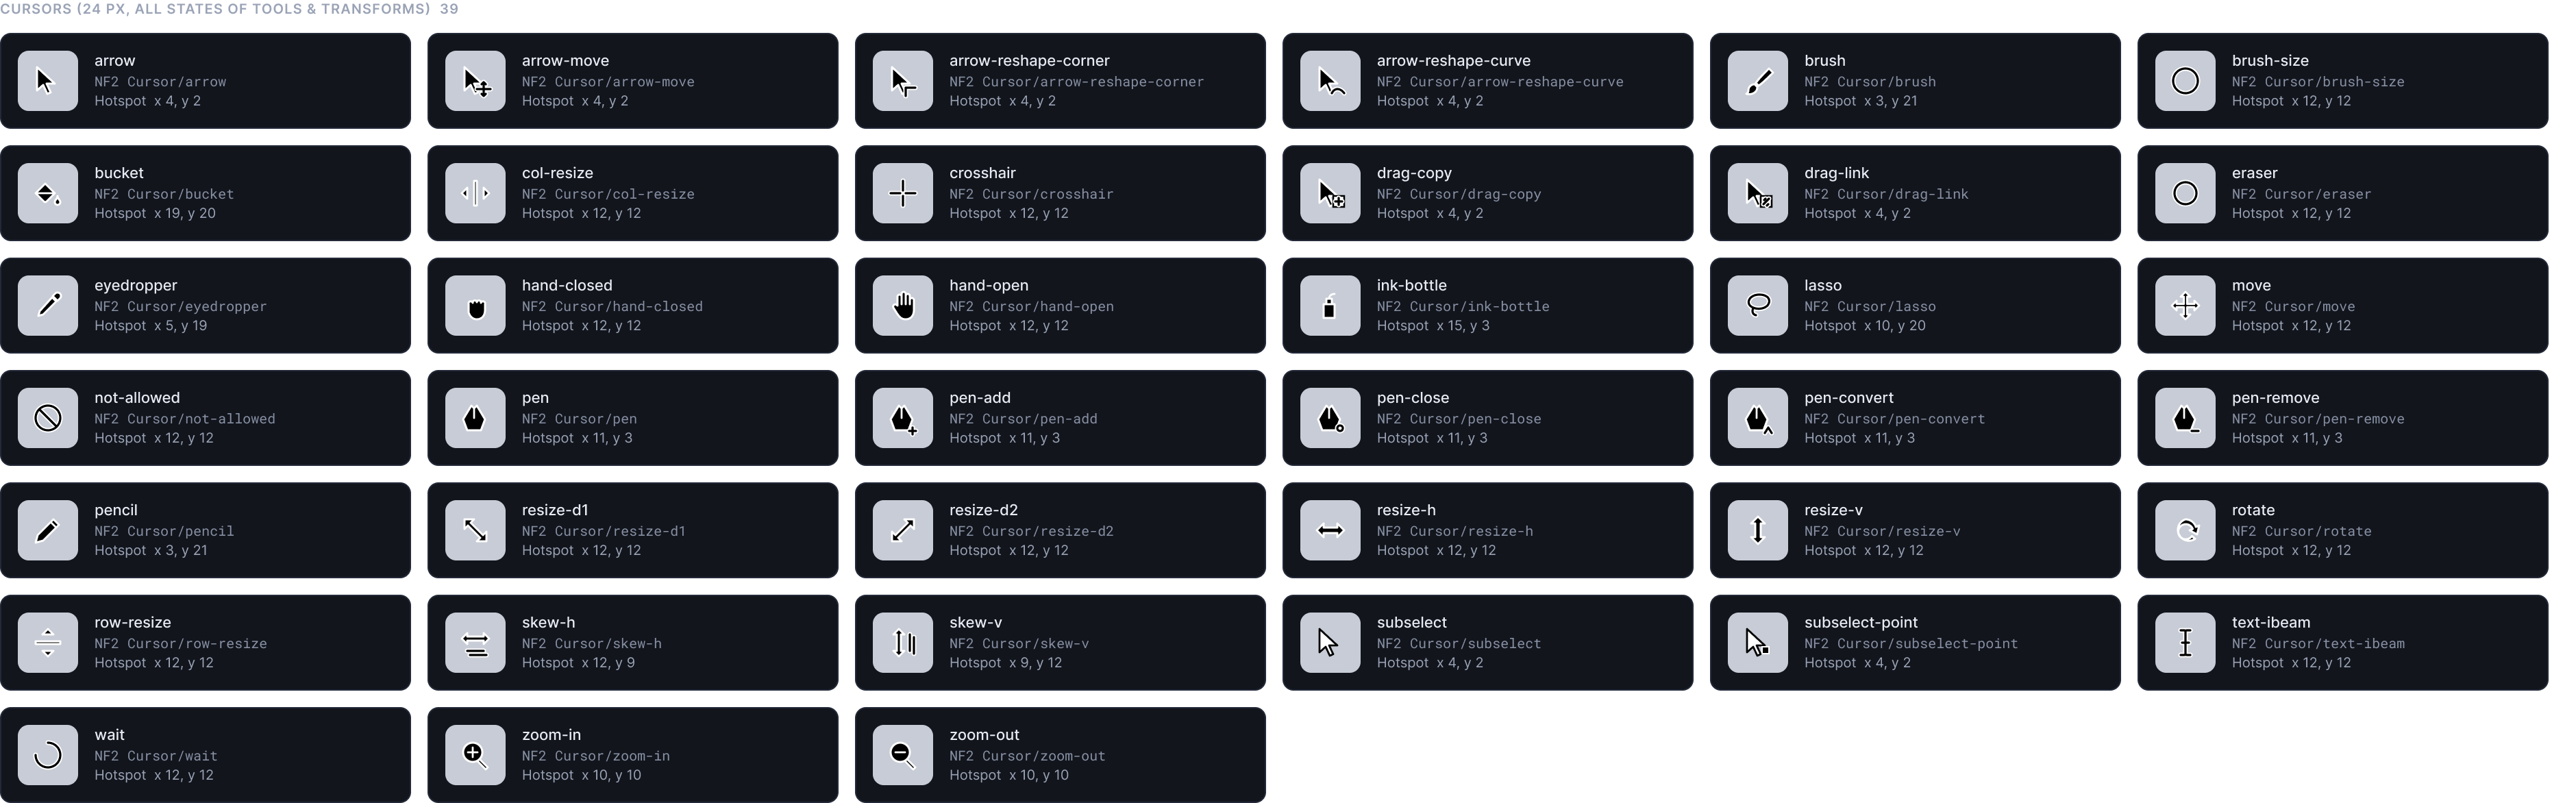 CURSORS (24 PX, ALL STATES OF TOOLS & TRANSFORMS) 39
arrow
NF2 Cursor/arrow
Hotspot x 4, y 2
arrow-move
NF2 Cursor/arrow-move
Hotspot x 4, y 2
arrow-reshape-corner
NF2 Cursor/arrow-reshape-corner
Hotspot x 4, y 2
arrow-reshape-curve
NF2 Cursor/arrow-reshape-curve
Hotspot x 4, y 2
brush
NF2 Cursor/brush
Hotspot x 3, y 21
brush-size
NF2 Cursor/brush-size
Hotspot x 12, y 12
bucket
NF2 Cursor/bucket
Hotspot x 19, y 20
col-resize
NF2 Cursor/col-resize
Hotspot x 12, y 12
crosshair
NF2 Cursor/crosshair
Hotspot x 12, y 12
drag-copy
NF2 Cursor/drag-copy
Hotspot x 4, y 2
drag-link
NF2 Cursor/drag-link
Hotspot x 4, y 2
eraser
NF2 Cursor/eraser
Hotspot x 12, y 12
eyedropper
NF2 Cursor/eyedropper
Hotspot x 5, y 19
hand-closed
NF2 Cursor/hand-closed
Hotspot x 12, y 12
hand-open
NF2 Cursor/hand-open
Hotspot x 12, y 12
ink-bottle
NF2 Cursor/ink-bottle
Hotspot x 15, y 3
lasso
NF2 Cursor/lasso
Hotspot x 10, y 20
move
NF2 Cursor/move
Hotspot x 12, y 12
not-allowed
NF2 Cursor/not-allowed
Hotspot x 12, y 12
pen
NF2 Cursor/pen
Hotspot x 11, y 3
pen-add
NF2 Cursor/pen-add
Hotspot x 11, y 3
pen-close
NF2 Cursor/pen-close
Hotspot x 11, y 3
pen-convert
NF2 Cursor/pen-convert
Hotspot x 11, y 3
pen-remove
NF2 Cursor/pen-remove
Hotspot x 11, y 3
pencil
NF2 Cursor/pencil
Hotspot x 3, y 21
resize-d1
NF2 Cursor/resize-d1
Hotspot x 12, y 12
resize-d2
NF2 Cursor/resize-d2
Hotspot x 12, y 12
resize-h
NF2 Cursor/resize-h
Hotspot x 12, y 12
resize-v
NF2 Cursor/resize-v
Hotspot x 12, y 12
rotate
NF2 Cursor/rotate
Hotspot x 12, y 12
row-resize
NF2 Cursor/row-resize
Hotspot x 12, y 12
skew-h
NF2 Cursor/skew-h
Hotspot x 12, y 9
skew-v
NF2 Cursor/skew-v
Hotspot x 9, y 12
subselect
NF2 Cursor/subselect
Hotspot x 4, y 2
subselect-point
NF2 Cursor/subselect-point
Hotspot x 4, y 2
text-ibeam
NF2 Cursor/text-ibeam
Hotspot x 12, y 12
wait
NF2 Cursor/wait
Hotspot x 12, y 12
zoom-in
NF2 Cursor/zoom-in
Hotspot x 10, y 10
zoom-out
NF2 Cursor/zoom-out
Hotspot x 10, y 10